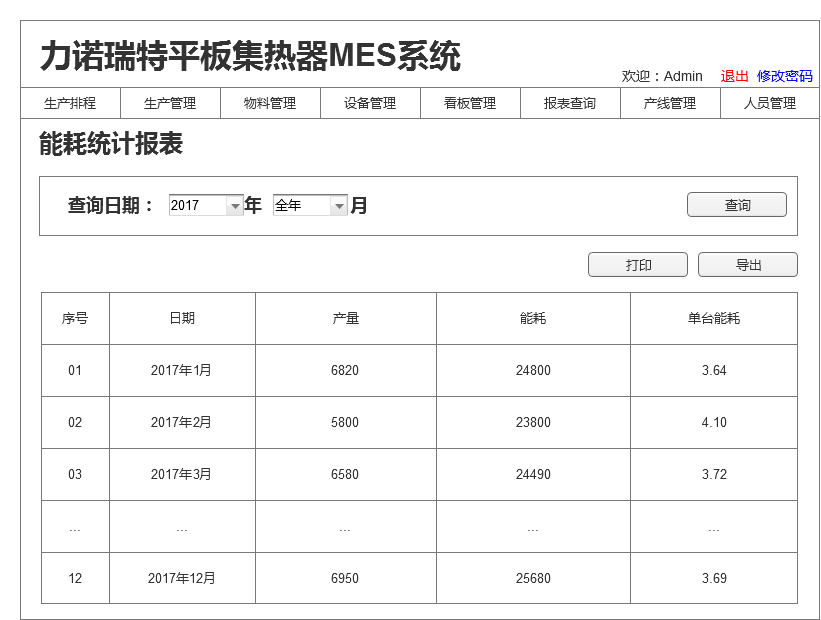 力诺瑞特平板集热器MES系统
欢迎：Admin 退出 修改密码
生产排程 生产管理 物料管理 设备管理 看板管理 报表查询 产线管理 人员管理
能耗统计报表
查询日期： 2017 年 全年 月 查询
打印 导出
序号 日期 产量 能耗 单台能耗
01 2017年1月 6820 24800 3.64
02 2017年2月 5800 23800 4.10
03 2017年3月 6580 24490 3.72
... ... ... ... ...
12 2017年12月 6950 25680 3.69